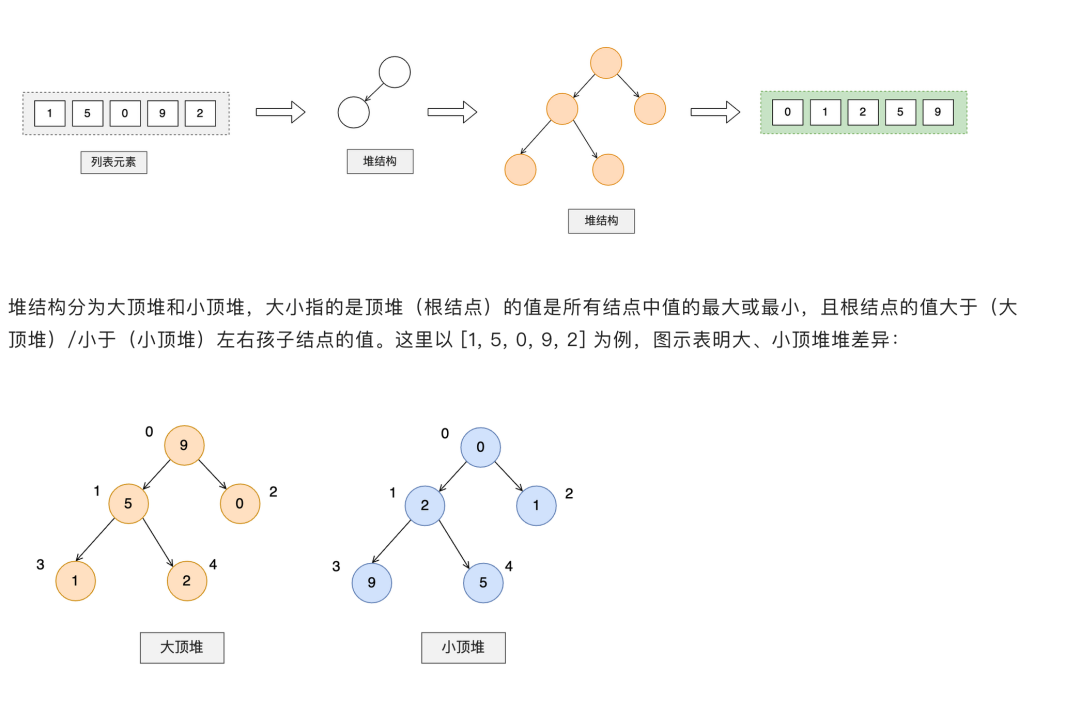 1 5 0 9 2
0 1 2 5 9
列表元素
堆结构
堆结构
堆结构分为大顶堆和小顶堆，大小指的是顶堆（根结点）的值是所有结点中值的最大或最小，且根结点的值大于（大
顶堆）/小于（小顶堆）左右孩子结点的值。这里以 [1, 5, 0, 9, 2] 为例，图示表明大、小顶堆堆差异：
0 9
1 5 0 2
3 1 2 4
大顶堆
0 0
1 2 1 2
3 9 5 4
小顶堆